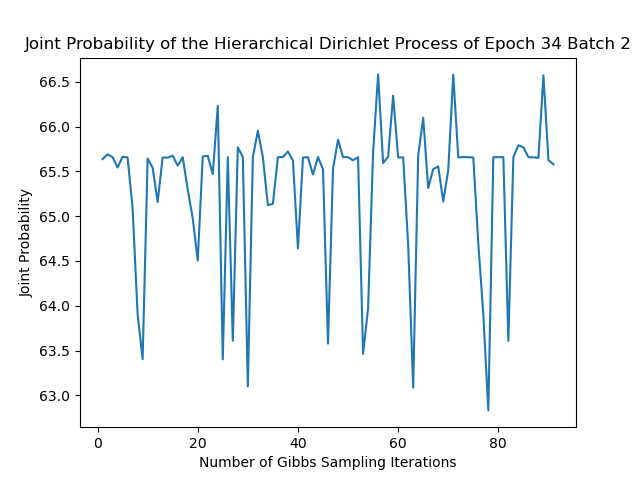 Joint Probability of the Hierarchical Dirichlet Process of Epoch 34 Batch 2
66.5
66.0
65.5
65.0
64.5
64.0
63.5
63.0
Joint Probability
0 20 40 60 80
Number of Gibbs Sampling Iterations